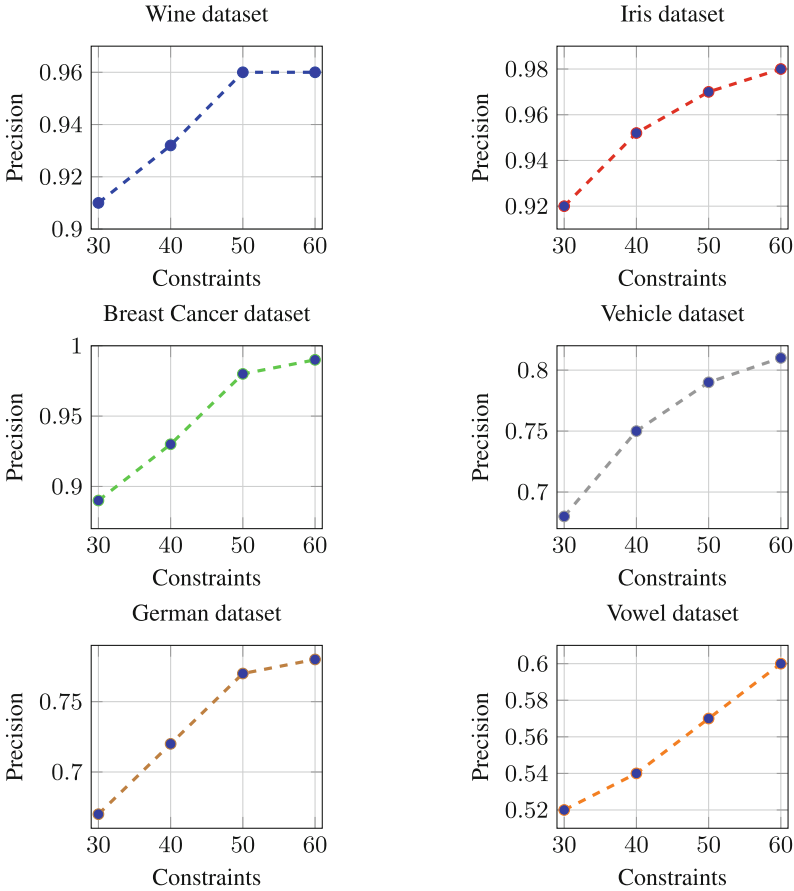 Wine dataset
Precision
0.96
0.94
0.92
0.9
30 40 50 60
Constraints
Iris dataset
Precision
0.98
0.96
0.94
0.92
30 40 50 60
Constraints
Breast Cancer dataset
Precision
1
0.95
0.9
30 40 50 60
Constraints
Vehicle dataset
Precision
0.8
0.75
0.7
30 40 50 60
Constraints
German dataset
Precision
0.75
0.7
30 40 50 60
Constraints
Vowel dataset
Precision
0.6
0.58
0.56
0.54
0.52
30 40 50 60
Constraints